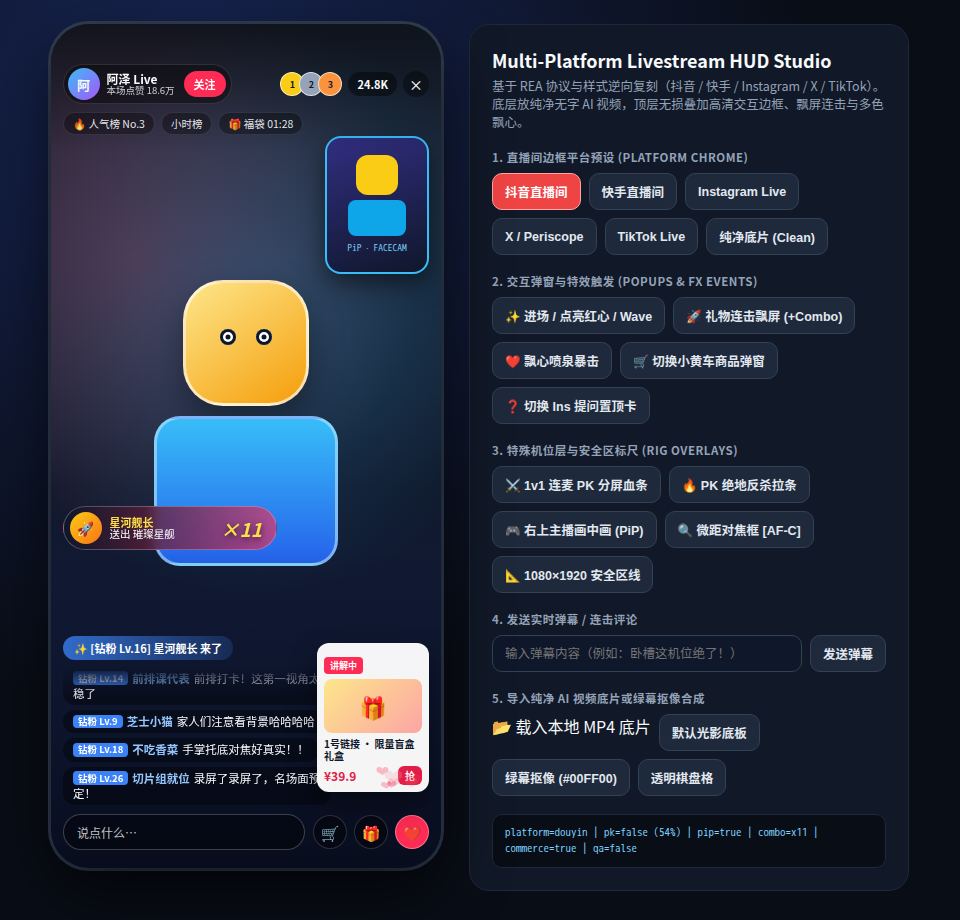 阿
阿泽 Live
本场点赞 18.6万
关注
1
2
3
24.8K
×
🔥 人气榜 No.3
小时榜
🎁 福袋 01:28
PiP · FACECAM
🚀
星河舰长
送出 璀璨星舰
×11
✨ [钻粉 Lv.16] 星河舰长 来了
钻粉 Lv.14 前排课代表 前排打卡！这第一视角太
稳了
钻粉 Lv.9 芝士小猫 家人们注意看背景哈哈哈哈
钻粉 Lv.18 不吃香菜 手掌托底对焦好真实！！
钻粉 Lv.26 切片组就位 录屏了录屏了，名场面预
定！
讲解中
🎁
1号链接 · 限量盲盒
礼盒
¥39.9
抢
说点什么…
🛒
🎁
❤️
Multi-Platform Livestream HUD Studio
基于 REA 协议与样式逆向复刻（抖音 / 快手 / Instagram / X / TikTok）。
底层放纯净无字 AI 视频，顶层无损叠加高清交互边框、飘屏连击与多色
飘心。
1. 直播间边框平台预设 (PLATFORM CHROME)
抖音直播间
快手直播间
Instagram Live
X / Periscope
TikTok Live
纯净底片 (Clean)
2. 交互弹窗与特效触发 (POPUPS & FX EVENTS)
✨ 进场 / 点亮红心 / Wave
🚀 礼物连击飘屏 (+Combo)
❤️ 飘心喷泉暴击
🛒 切换小黄车商品弹窗
❓ 切换 Ins 提问置顶卡
3. 特殊机位层与安全区标尺 (RIG OVERLAYS)
⚔️ 1v1 连麦 PK 分屏血条
🔥 PK 绝地反杀拉条
🎮 右上主播画中画 (PiP)
🔍 微距对焦框 [AF-C]
📐 1080×1920 安全区线
4. 发送实时弹幕 / 连击评论
输入弹幕内容（例如：卧槽这机位绝了！）
发送弹幕
5. 导入纯净 AI 视频底片或绿幕抠像合成
📂 载入本地 MP4 底片
默认光影底板
绿幕抠像 (#00FF00)
透明棋盘格
platform=douyin | pk=false (54%) | pip=true | combo=x11 |
commerce=true | qa=false